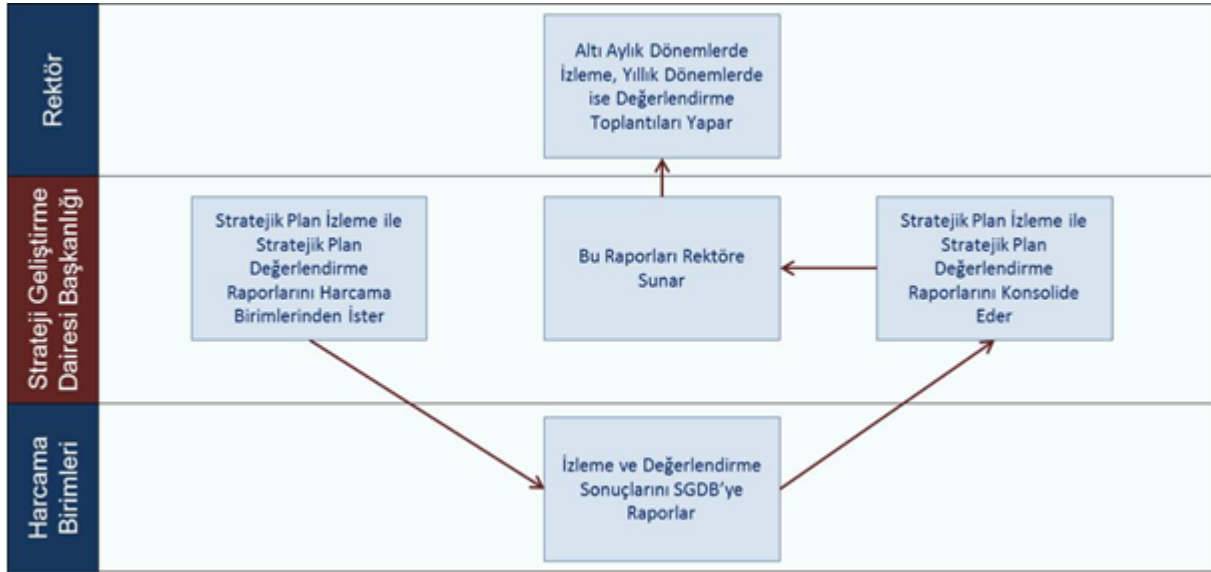 Rektör
Altı Aylık Dönemlerde
İzleme, Yıllık Dönemlerde
ise Değerlendirme
Toplantıları Yapar
Strateji Geliştirme
Dairesi Başkanlığı
Stratejik Plan İzleme ile
Stratejik Plan
Değerlendirme
Raporlarını Harcama
Birimlerinden İster
Bu Raporları Rektöre
Sunar
Stratejik Plan İzleme ile
Stratejik Plan
Değerlendirme
Raporlarını Konsolide
Eder
Harcama
Birimleri
İzleme ve Değerlendirme
Sonuçlarını SGDB’ye
Raporlar